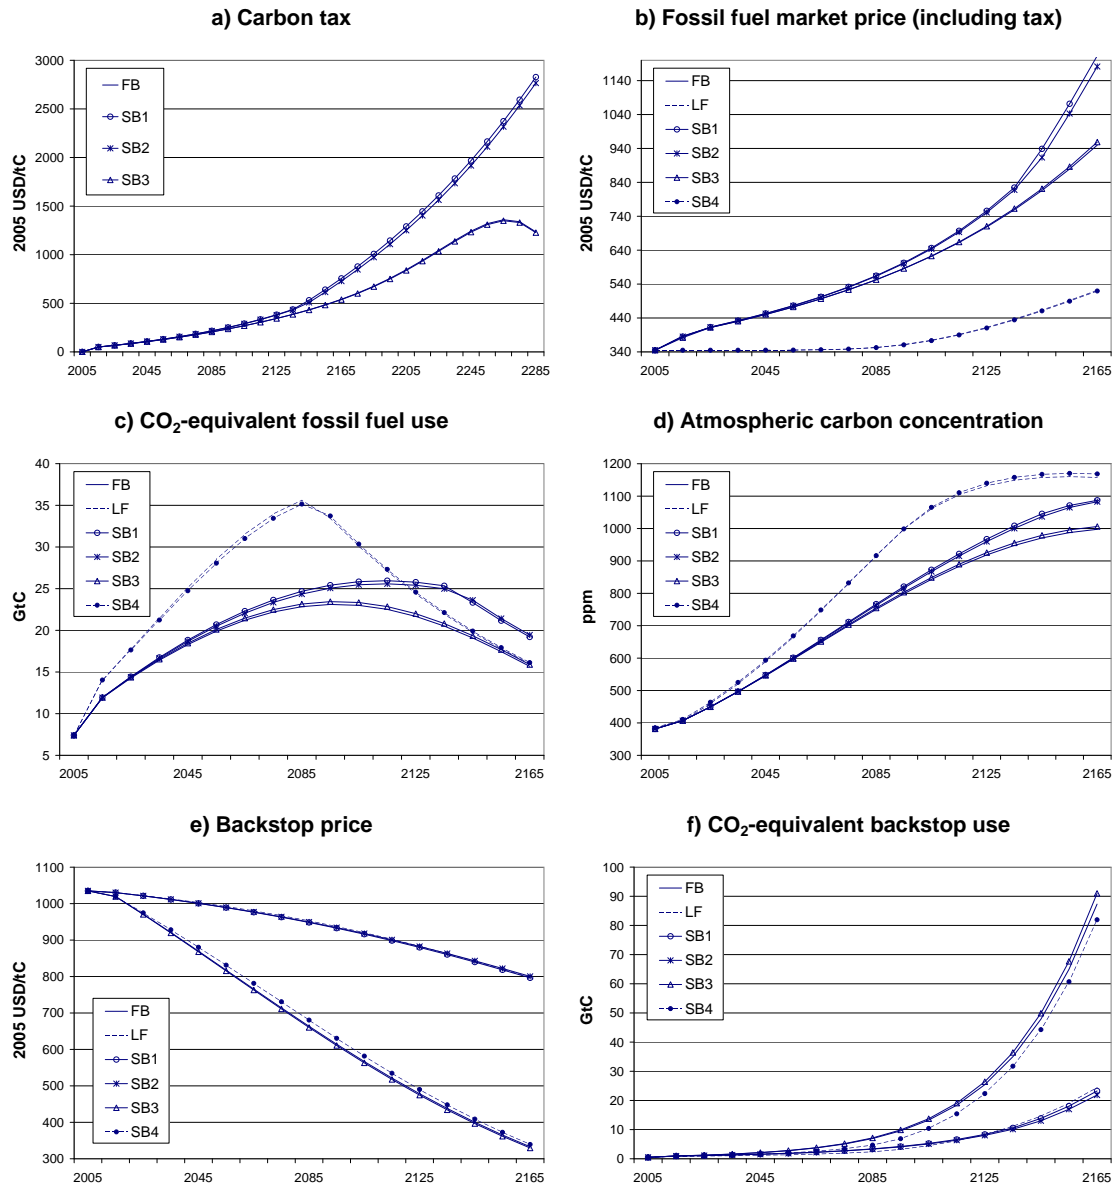 a) Carbon tax
2005 USD/tC
3000
2500
2000
1500
1000
500
0
FB
SB1
SB2
SB3
2005 2045 2085 2125 2165 2205 2245 2285
b) Fossil fuel market price (including tax)
2005 USD/tC
1140
1040
940
840
740
640
540
440
340
FB
LF
SB1
SB2
SB3
SB4
2005 2045 2085 2125 2165
c) CO₂-equivalent fossil fuel use
GtC
40
35
30
25
20
15
10
5
FB
LF
SB1
SB2
SB3
SB4
2005 2045 2085 2125 2165
d) Atmospheric carbon concentration
ppm
1200
1100
1000
900
800
700
600
500
400
300
FB
LF
SB1
SB2
SB3
SB4
2005 2045 2085 2125 2165
e) Backstop price
2005 USD/tC
1100
1000
900
800
700
600
500
400
300
FB
LF
SB1
SB2
SB3
SB4
2005 2045 2085 2125 2165
f) CO₂-equivalent backstop use
GtC
100
90
80
70
60
50
40
30
20
10
0
FB
LF
SB1
SB2
SB3
SB4
2005 2045 2085 2125 2165